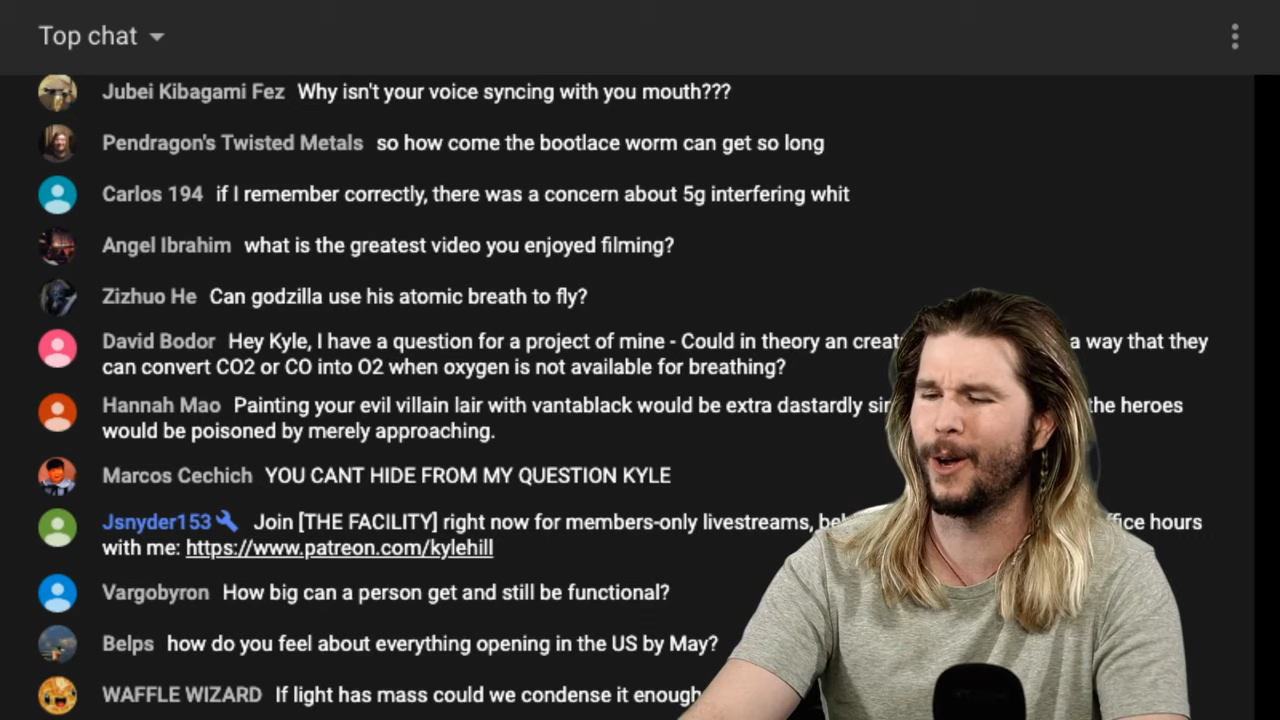 Top chat
Jubei Kibagami Fez Why isn't your voice syncing with you mouth???
Pendragon's Twisted Metals so how come the bootlace worm can get so long
Carlos 194 if I remember correctly, there was a concern about 5g interfering whit
Angel Ibrahim what is the greatest video you enjoyed filming?
Zizhuo He Can godzilla use his atomic breath to fly?
David Bodor Hey Kyle, I have a question for a project of mine - Could in theory an a way that they
can convert CO2 or CO into O2 when oxygen is not available for breathing?
Hannah Mao Painting your evil villain lair with vantablack would be extra dastardly the heroes
would be poisoned by merely approaching.
Marcos Cechich YOU CANT HIDE FROM MY QUESTION KYLE
Jsnyder153 Join [THE FACILITY] right now for members-only livestreams, hours
with me: https://www.patreon.com/kylehill
Vargobyron How big can a person get and still be functional?
Belps how do you feel about everything opening in the US by May?
WAFFLE WIZARD If light has mass could we condense it enough